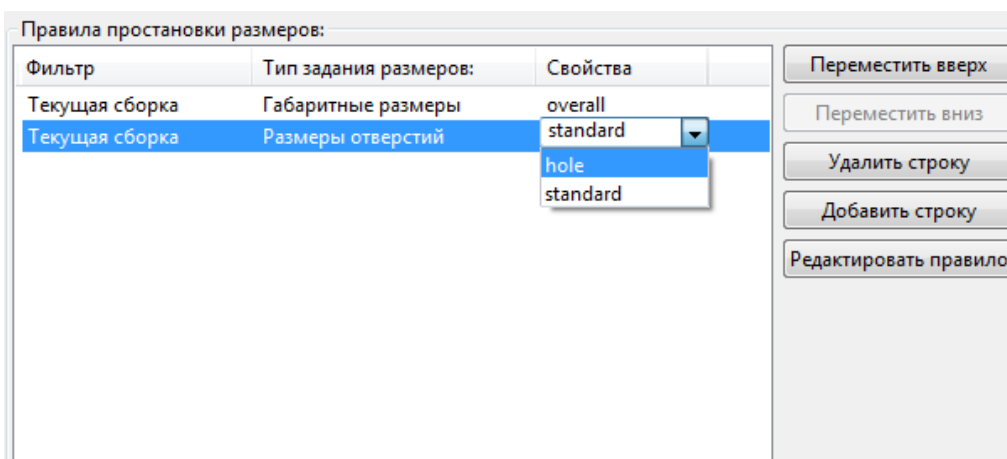 Правила простановки размеров:
Фильтр Тип задания размеров: Свойства
Текущая сборка Габаритные размеры overall
Текущая сборка Размеры отверстий standard
hole
standard
Переместить вверх
Переместить вниз
Удалить строку
Добавить строку
Редактировать правило